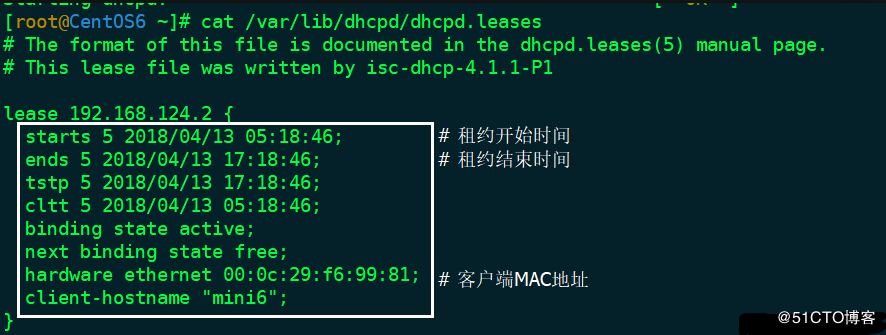 [root@CentOS6 ~]# cat /var/lib/dhcpd/dhcpd.leases
# The format of this file is documented in the dhcpd.leases(5) manual page.
# This lease file was written by isc-dhcp-4.1.1-P1
lease 192.168.124.2 {
starts 5 2018/04/13 05:18:46; # 租约开始时间
ends 5 2018/04/13 17:18:46; # 租约结束时间
tstp 5 2018/04/13 17:18:46;
cltt 5 2018/04/13 05:18:46;
binding state active;
next binding state free;
hardware ethernet 00:0c:29:f6:99:81; # 客户端MAC地址
client-hostname "mini6";
}
@51CTO博客